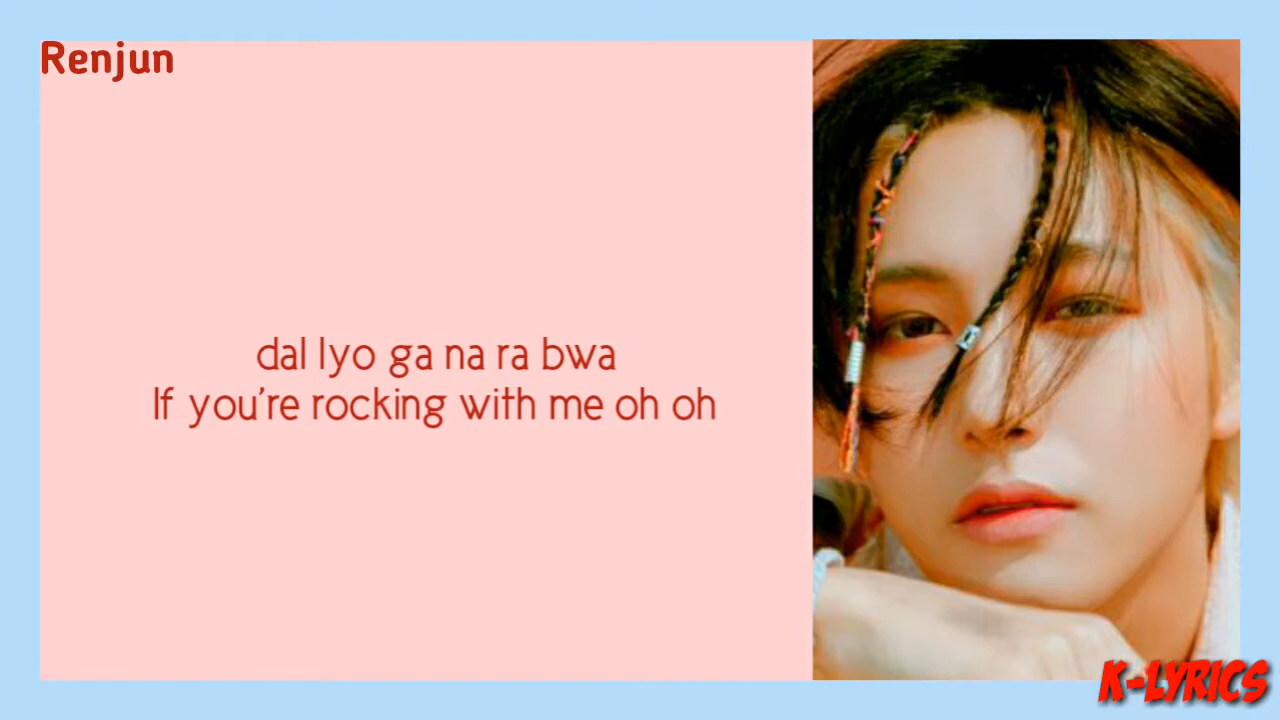 Renjun
dal lyo ga na ra bwa
If you're rocking with me oh oh
K-LYRICS